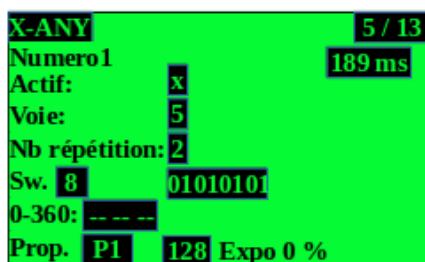 X-ANY 5 / 13
Numero1 189 ms
Actif: x
Voie: 5
Nb répétition: 2
Sw. 8 01010101
0-360: -- -- --
Prop. P1 128 Expo 0 %